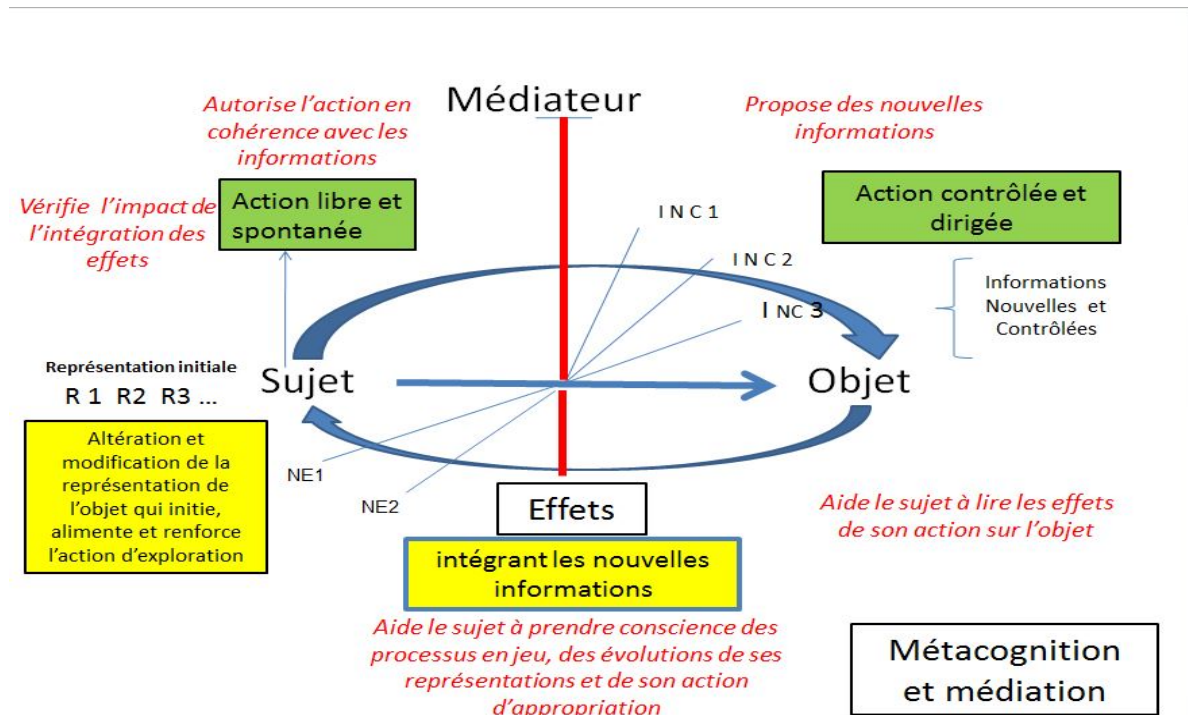 Médiateur
Autorise l’action en
cohérence avec les
informations
Propose des nouvelles
informations
Vérifie l’impact de
l’intégration des
effets
Action libre et
spontanée
Action contrôlée et
dirigée
I N C 1
I N C 2
I NC 3
Informations
Nouvelles et
Contrôlées
Représentation initiale
R 1 R2 R3 ...
Sujet
Objet
Altération et
modification de la
représentation de
l’objet qui initie,
alimente et renforce
l’action d’exploration
NE1
NE2
Effets
intégrant les nouvelles
informations
Aide le sujet à lire les effets
de son action sur l’objet
Aide le sujet à prendre conscience des
processus en jeu, des évolutions de ses
représentations et de son action
d’appropriation
Métacognition
et médiation